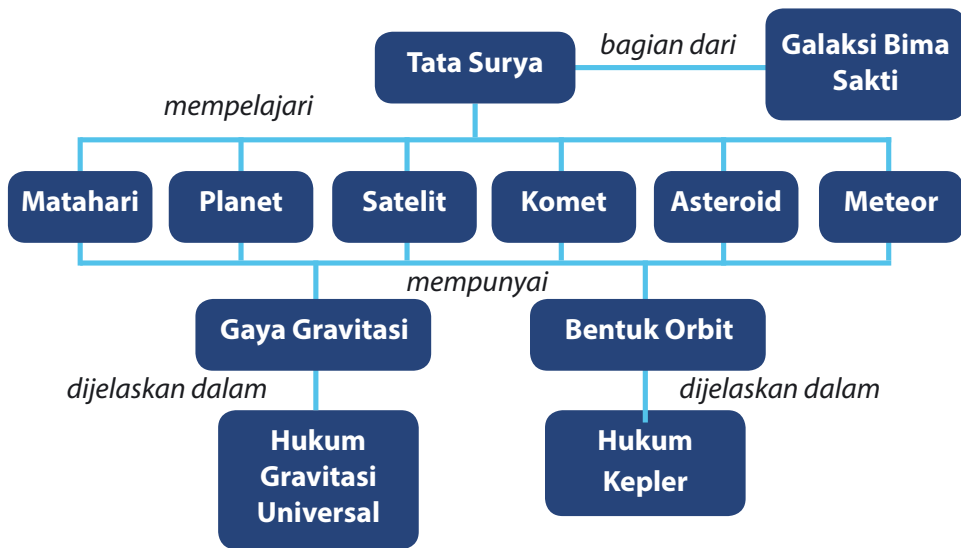 Tata Surya
bagian dari
Galaksi Bima
Sakti
mempelajari
Matahari
Planet
Satelit
Komet
Asteroid
Meteor
mempunyai
Gaya Gravitasi
Bentuk Orbit
dijelaskan dalam
dijelaskan dalam
Hukum
Gravitasi
Universal
Hukum
Kepler